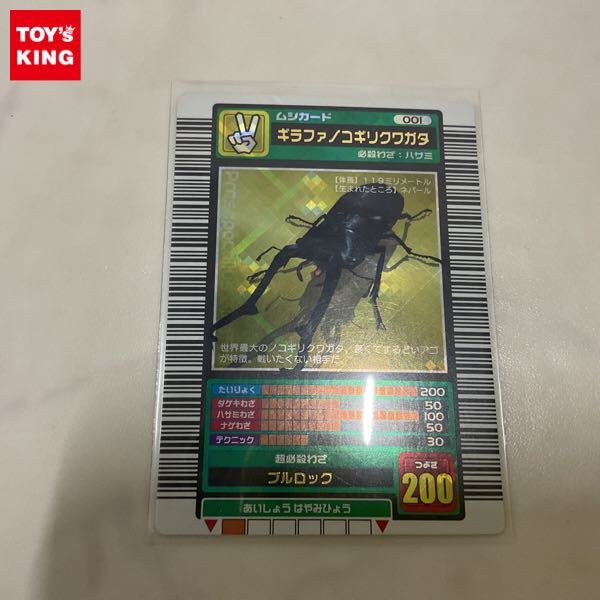 TOY's
KING
ムシカード
001
ギラファノコギリクワガタ
必殺わざ：ハサミ
【体長】119ミリメートル
【生まれたところ】ネパール
世界最大のノコギリクワガタ。長くてするどいアゴ
が特徴。戦いたくない相手だ。
たいりょく 200
ダゲキわざ 50
ハサミわざ 100
ナゲわざ 50
テクニック 30
超必殺わざ
ブルロック
つよさ
200
あいしょうはやみひょう